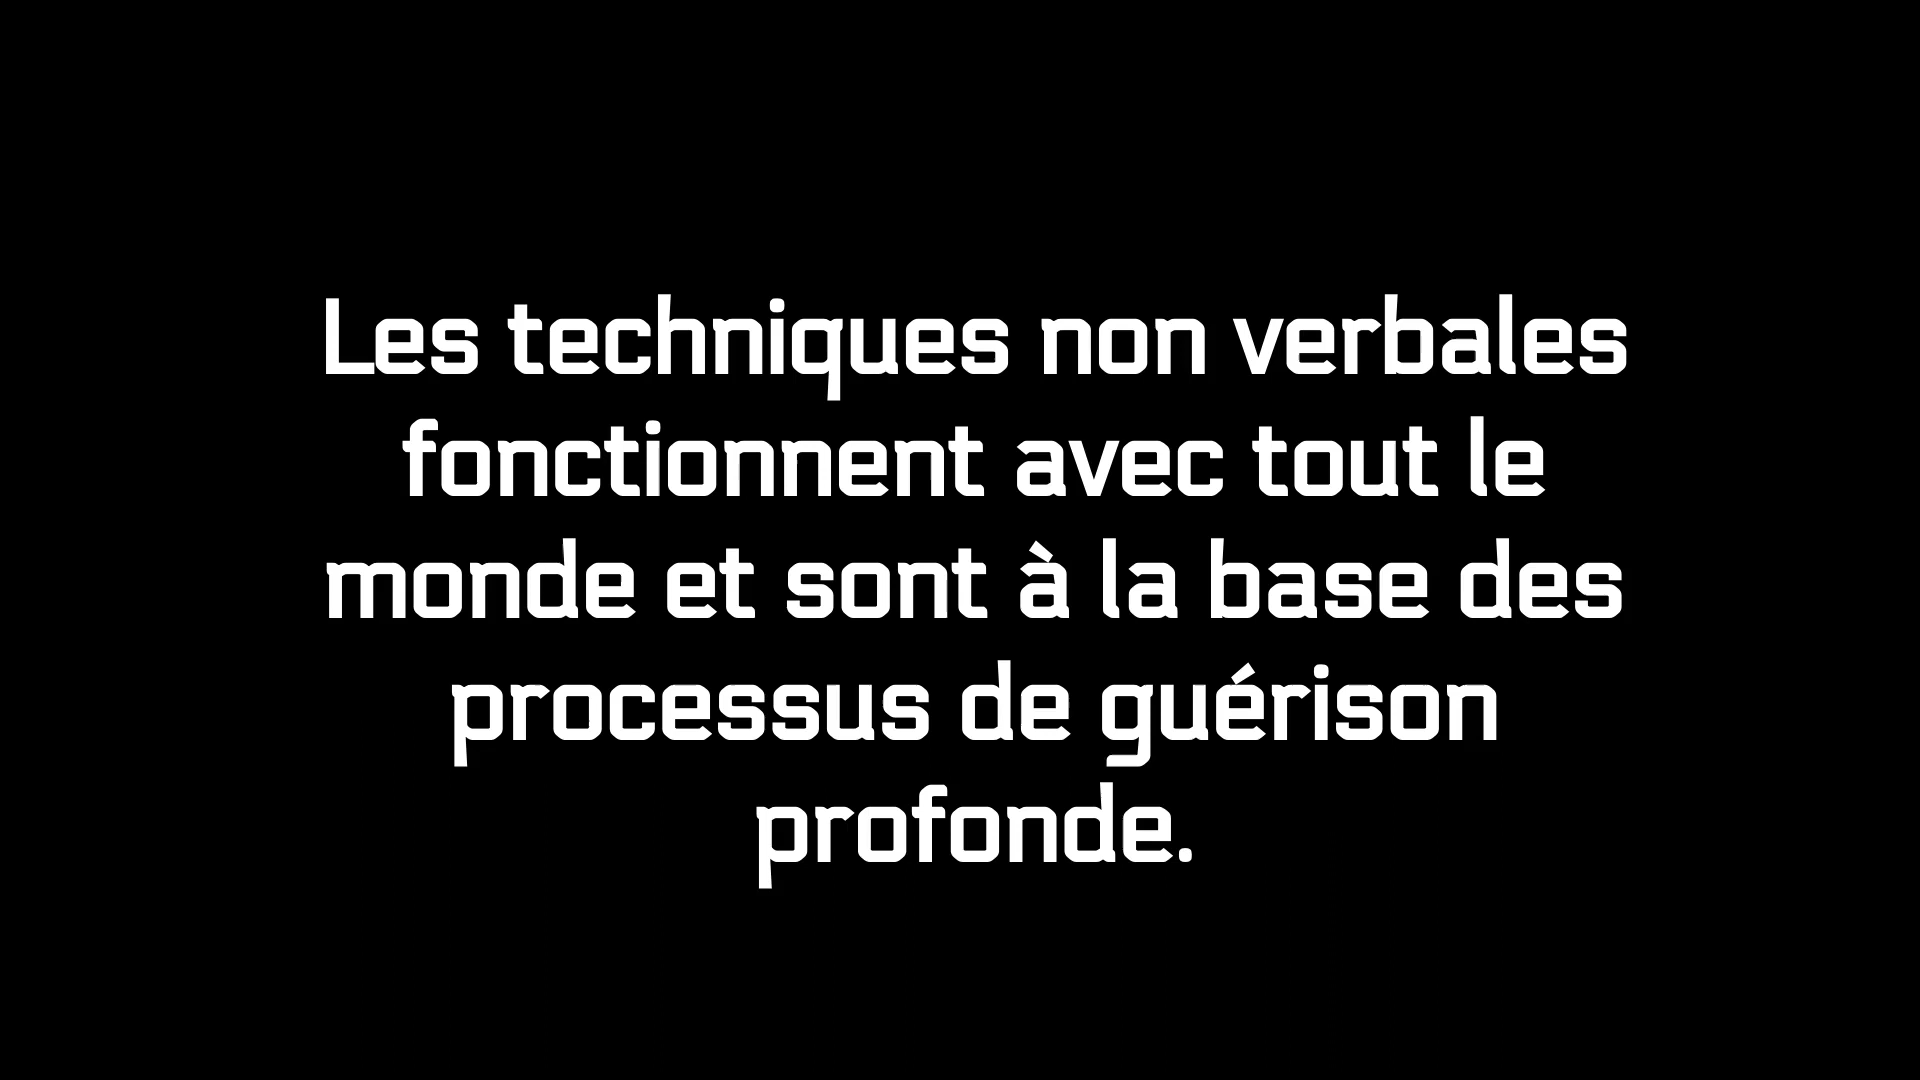 Les techniques non verbales
fonctionnent avec tout le
monde et sont à la base des
processus de guérison
profonde.